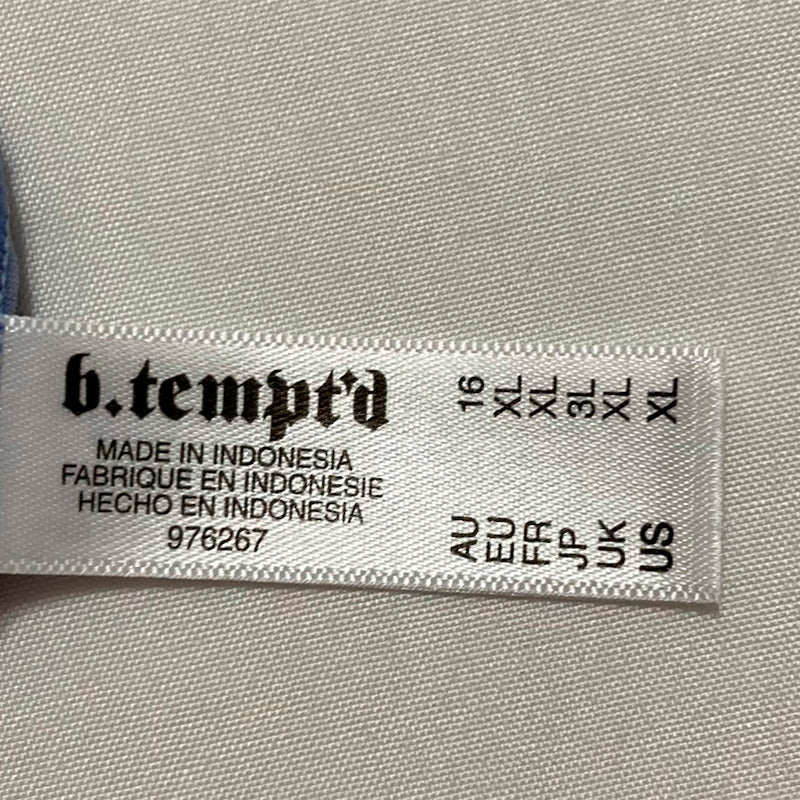 b.tempt'd
MADE IN INDONESIA
FABRIQUE EN INDONESIE
HECHO EN INDONESIA
976267
AU 16
EU XL
FR XL
JP 3L
UK XL
US XL